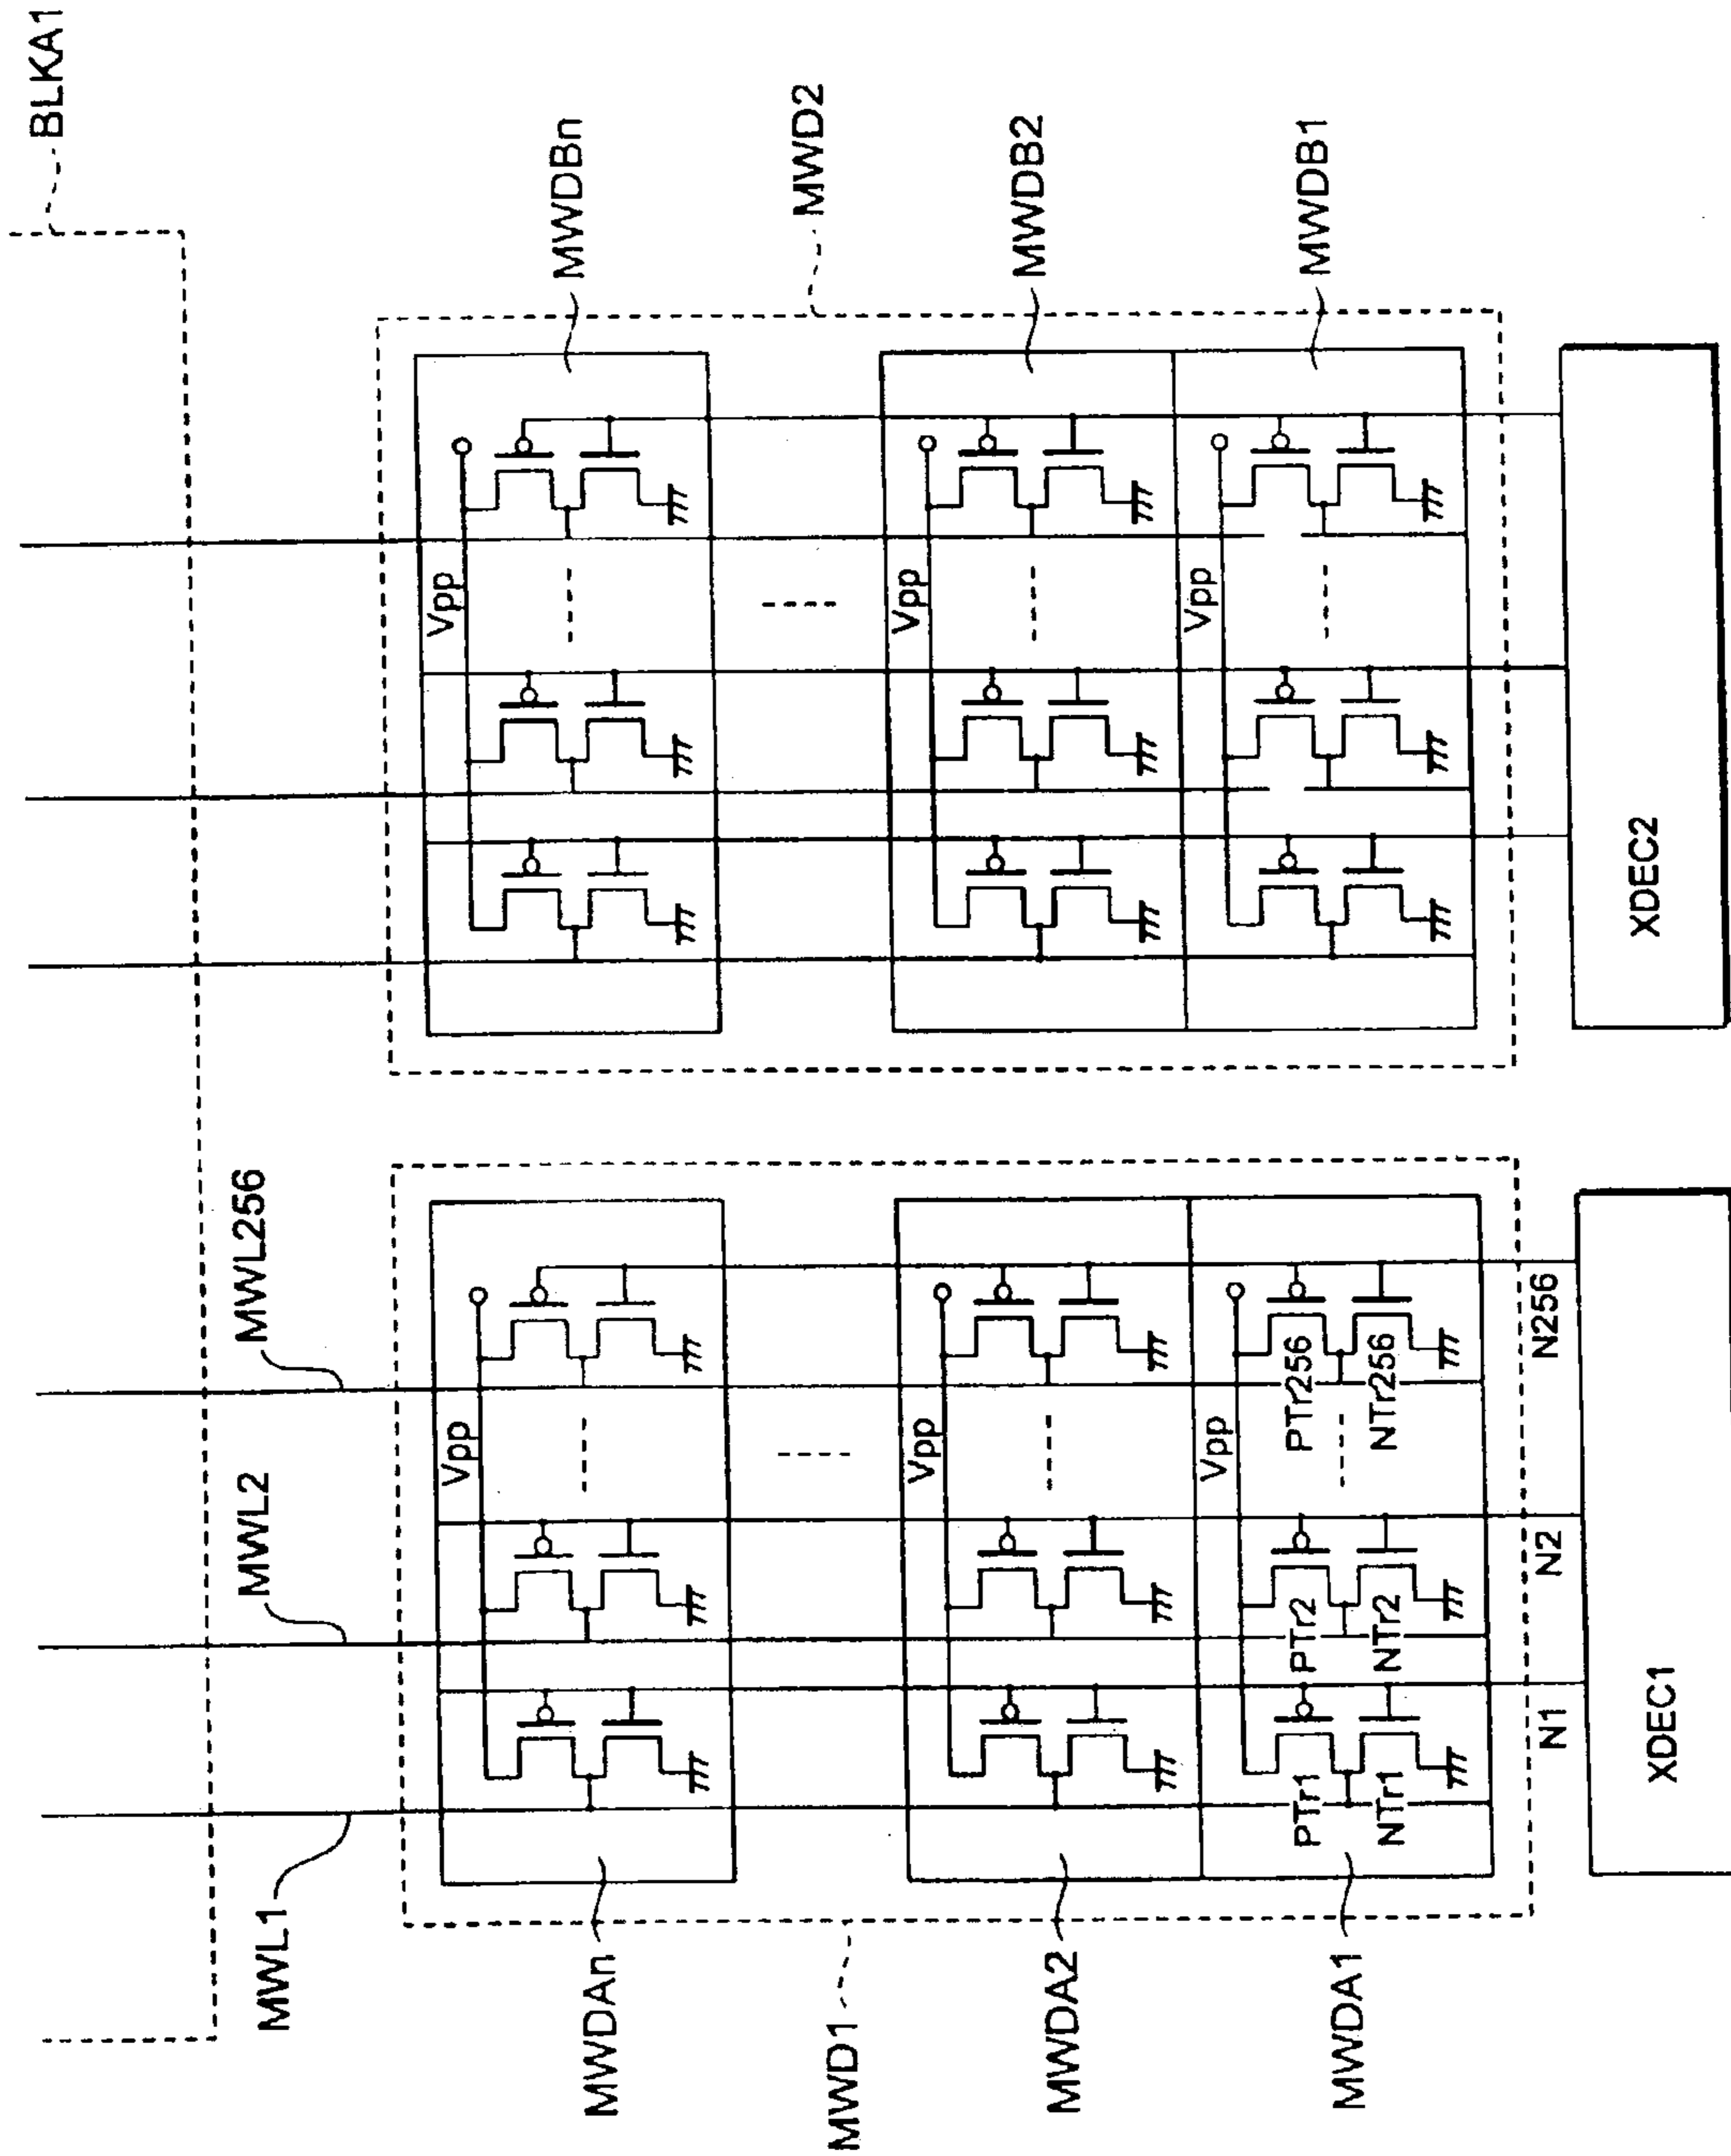 BLKA1
MWL1
MWL2
MWL256
MWDAn
Vpp
Vpp
MWDBn
MWD1
MWD2
MWDA2
Vpp
Vpp
MWDB2
MWDA1
PTr1
NTr1
PTr2
NTr2
Vpp
PTr256
NTr256
Vpp
MWDB1
N1
N2
N256
XDEC1
XDEC2